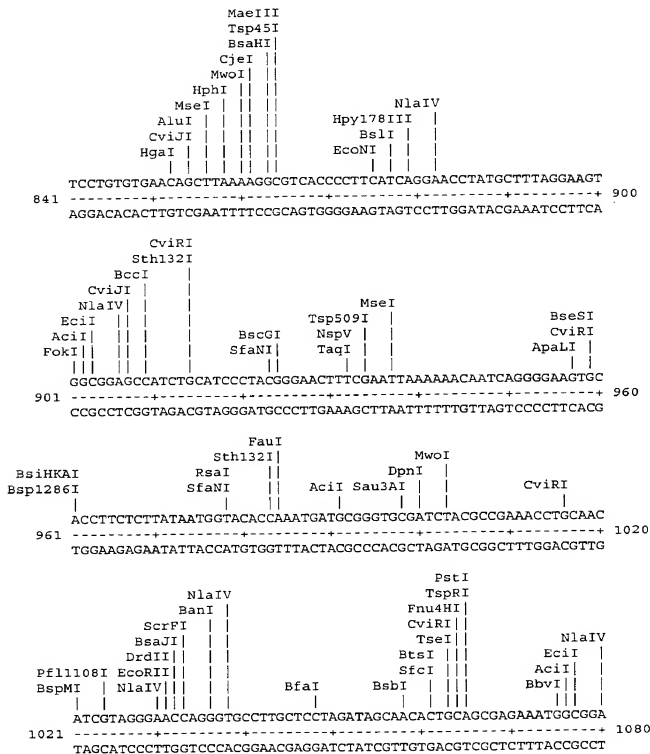 MaeIII
Tsp45I
BsaHI
CjeI
MwoI
HphI
MseI NlaIV
AluI Hpy178III
CviJI BslI
HgaI EcoNI
TCCTGTGTGAACAGCTTAAAAGGCGTCACCCCTTCATCAGGAACCTATGCTTTAGGAAGT
841 ---------+---------+---------+---------+---------+---------+ 900
AGGACACACTTGTCGAATTTTCCGCAGTGGGGAAGTAGTCCTTGGATACGAAATCCTTCA
CviRI
Sth132I
BccI
CviJI MseI
NlaIV
EciI Tsp509I BseSI
AciI BscGI NspV CviRI
FokI SfaNI TaqI ApaLI
GGCGGAGCCATCTGCATCCCTACGGGAACTTTCGAATTAAAAAACAATCAGGGGAAGTGC
901 ---------+---------+---------+---------+---------+---------+ 960
CCGCCTCGGTAGACGTAGGGATGCCCTTGAAAGCTTAATTTTTTGTTAGTCCCCTTCACG
FauI
Sth132I MwoI
BsiHKAI RsaI DpnI
Bsp1286I SfaNI AciI Sau3AI CviRI
ACCTTCTCTTATAATGGTACACCAAATGATGCGGGTGCGATCTACGCCGAAACCTGCAAC
961 ---------+---------+---------+---------+---------+---------+ 1020
TGGAAGAGAATATTACCATGTGGTTTACTACGCCCACGCTAGATGCGGCTTTGGACGTTG
PstI
NlaIV TspRI
BanI Fnu4HI
ScrFI CviRI
BsaJI TseI NlaIV
DrdII BtsI EciI
Pfl1108I EcoRII SfcI AciI
BspMI NlaIV BfaI BsbI BbvI
ATCGTAGGGAACCAGGGTGCCTTGCTCCTAGATAGCAACACTGCAGCGAGAAATGGCGGA
1021 ---------+---------+---------+---------+---------+---------+ 1080
TAGCATCCCTTGGTCCCACGGAACGAGGATCTATCGTTGTGACGTCGCTCTTTACCGCCT